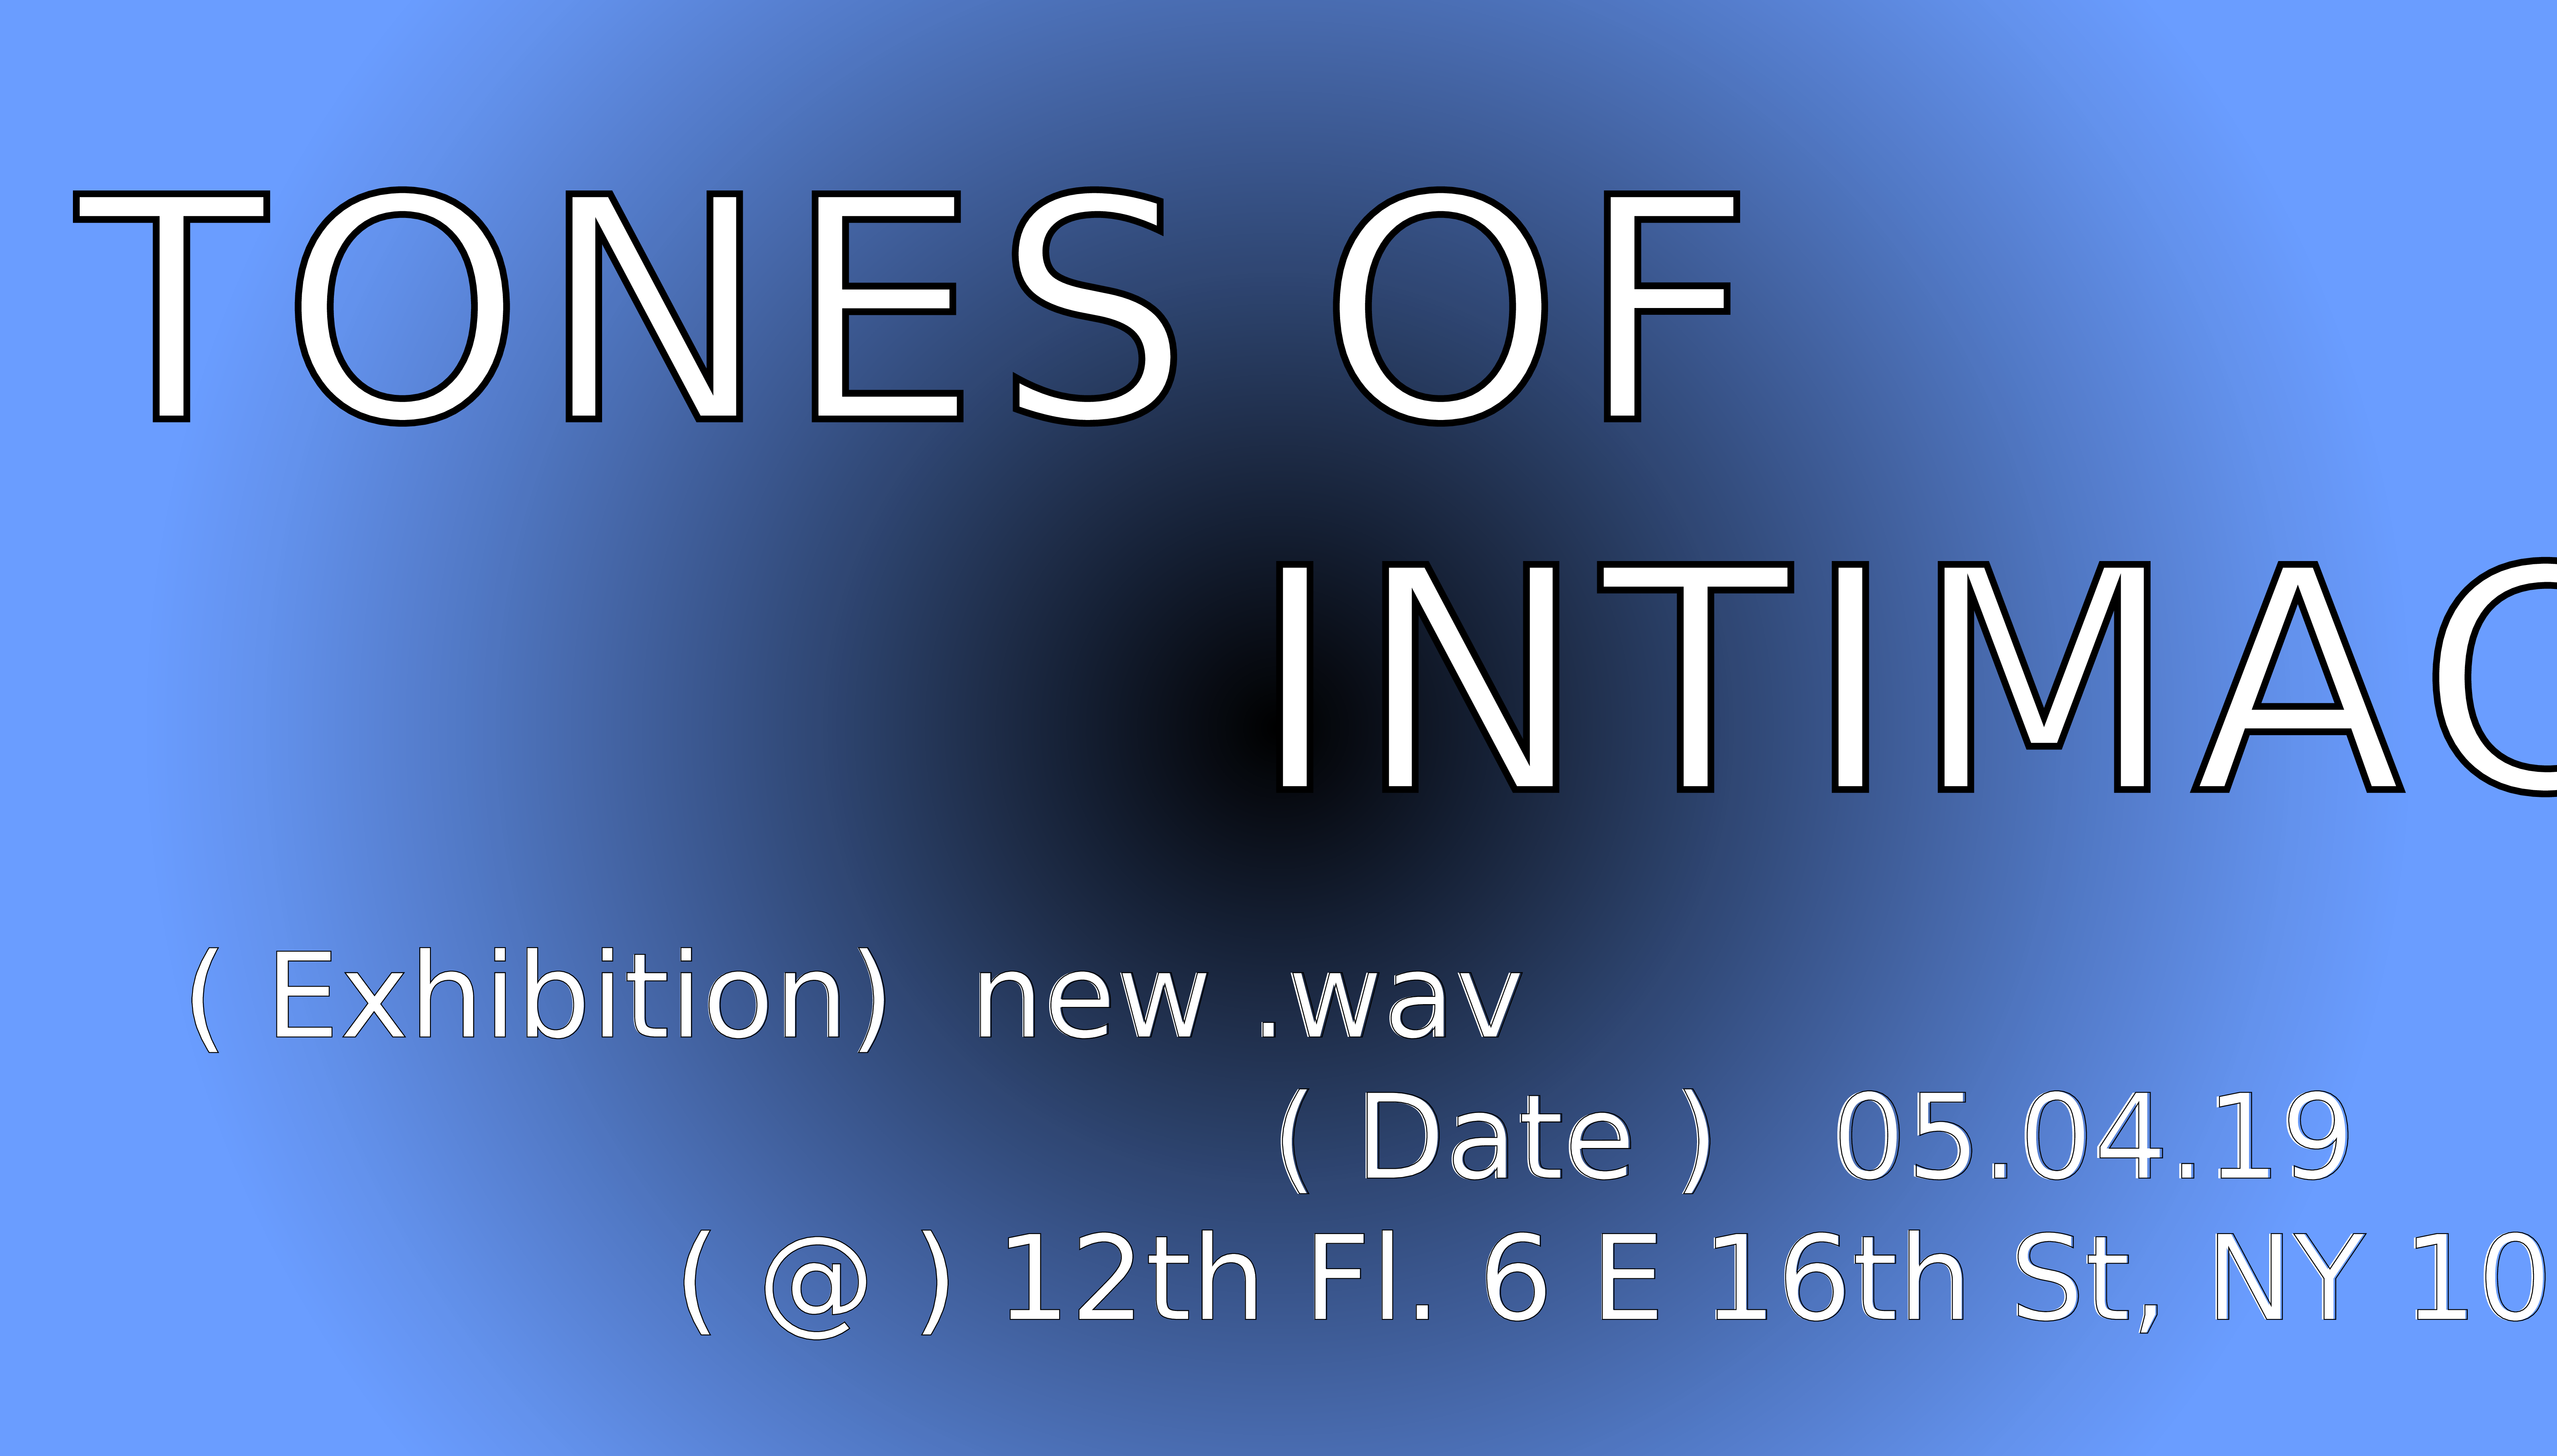 TONES OF
INTIMAC
( Exhibition) new .wav
( Date ) 05.04.19
( @ ) 12th Fl. 6 E 16th St, NY 10